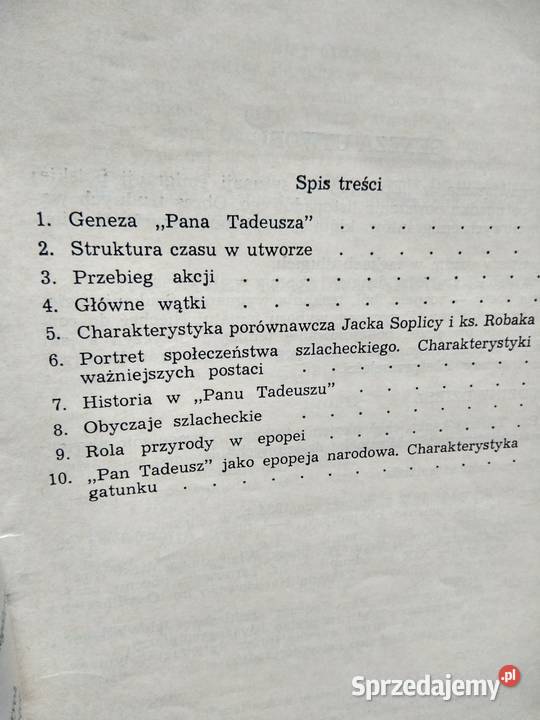 Spis treści
1. Geneza „Pana Tadeusza” . . . . . . .
2. Struktura czasu w utworze . . . . . . .
3. Przebieg akcji . . . . . . . . . .
4. Główne wątki . . . . . . . . . . .
5. Charakterystyka porównawcza Jacka Soplicy i ks. Robaka
6. Portret społeczeństwa szlacheckiego. Charakterystyki
ważniejszych postaci . . . . . . . .
7. Historia w „Panu Tadeuszu” . . . . . . .
8. Obyczaje szlacheckie . . . . . . . . .
9. Rola przyrody w epopei . . . . . . . .
10. „Pan Tadeusz” jako epopeja narodowa. Charakterystyka
gatunku . . . . . . . . . . . .
Sprzedajemy.pl